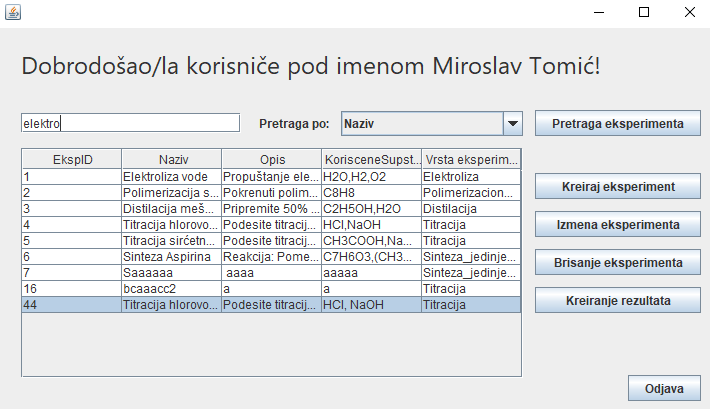 Dobrodošao/la korisniče pod imenom Miroslav Tomić!
elektro Pretraga po: Naziv Pretraga eksperimenta
EkspID Naziv Opis KorisceneSupst... Vrsta eksperim...
1 Elektroliza vode Propuštanje ele... H2O,H2,O2 Elektroliza
2 Polimerizacija s... Pokrenuti polim... C8H8 Polimerizacion...
3 Distilacija meš... Pripremite 50% ... C2H5OH,H2O Distilacija
4 Titracija hlorovo... Podesite titracij... HCl,NaOH Titracija
5 Titracija sirćetn... Podesite titracij... CH3COOH,Na... Titracija
6 Sinteza Aspirina Reakcija: Pome... C7H6O3,(CH3... Sinteza_jedinje...
7 Saaaaaa aaaa aaaaa Sinteza_jedinje...
16 bcaaacc2 a a Titracija
44 Titracija hlorovo... Podesite titracij... HCl, NaOH Titracija
Kreiraj eksperiment
Izmena eksperimenta
Brisanje eksperimenta
Kreiranje rezultata
Odjava